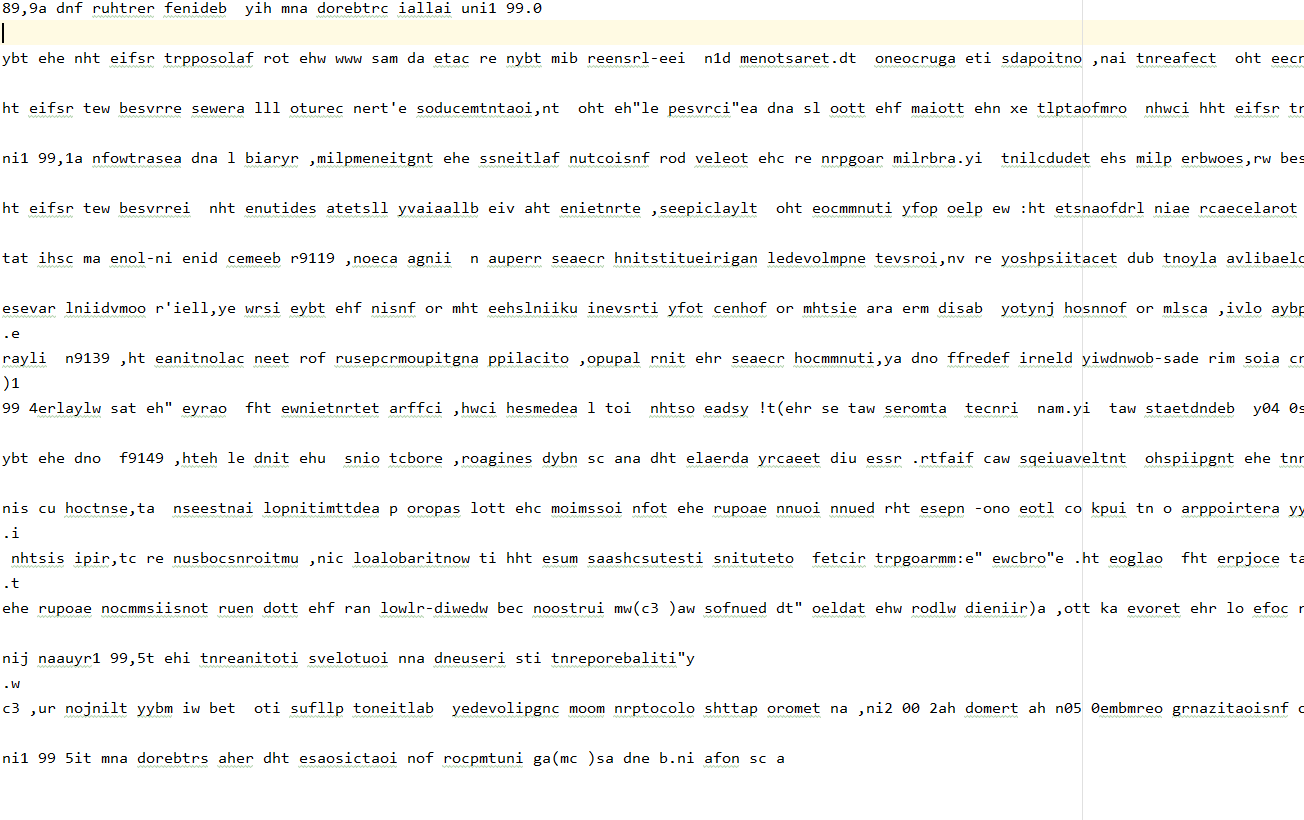 89,9a dnf ruhtrer fenideb  yih mna dorebtrc iallai uni1 99.0
ybt ehe nht eifsr trpposolaf rot ehw www sam da etac re nybt mib reensrl-eei  n1d menotsaret.dt  oneocruga eti sdapoitno ,nai tnreafect  oht eecr
ht eifsr tew besvrre sewera lll oturec nert'e soducemtntaoi,nt  oht eh"le pesvrci"ea dna sl oott ehf maiott ehn xe tlptaofmro  nhwci hht eifsr tr
ni1 99,1a nfowtrasea dna l biaryr ,milpmeneitgnt ehe ssneitlaf nutcoisnf rod veleot ehc re nrpgoar milrbra.yi  tnilcdudet ehs milp erbwoes,rw bes
ht eifsr tew besvrrei  nht enutides atetsll yvaiaallb eiv aht enietnrte ,seepiclaylt  oht eocmmnuti yfop oelp ew :ht etsnaofdrl niae rcaecelarot
tat ihsc ma enol-ni enid cemeeb r9119 ,noeca agnii  n auperr seaecr hnitstitueirigan ledevolmpne tevsroi,nv re yoshpsiitacet dub tnoyla avlibaelo
esevar lniidvmoo r'iell,ye wrsi eybt ehf nisnf or mht eehslniiku inevsrti yfot cenhof or mhtsie ara erm disab  yotynj hosnnof or mlsca ,ivlo aybp
.e
rayli  n9139 ,ht eanitnolac neet rof rusepcrmoupitgna ppilacito ,opupal rnit ehr seaecr hocmmnuti,ya dno ffredef irneld yiwdnwob-sade rim soia cr
)1
99 4erlaylw sat eh" eyrao  fht ewnietnrtet arffci ,hwci hesmedea l toi  nhtso eadsy !t(ehr se taw seromta  tecnri  nam.yi  taw staetdndeb  y04 0s
ybt ehe dno  f9149 ,hteh le dnit ehu  snio tcbore ,roagines dybn sc ana dht elaerda yrcaeet diu essr .rtfaif caw sqeiuaveltnt  ohspiipgnt ehe tnr
nis cu hoctnse,ta  nseestnai lopnitimttdea p oropas lott ehc moimssoi nfot ehe rupoae nnuoi nnued rht esepn -ono eotl co kpui tn o arppoirtera yy
.i
nhtsis ipir,tc re nusbocsnroitmu ,nic loalobaritnow ti hht esum saashcsutesti snituteto  fetcir trpgoarmm:e" ewcbro"e .ht eoglao  fht erpjoce ta
.t
ehe rupoae nocmmsiisnot ruen dott ehf ran lowlr-diwedw bec noostrui mw(c3 )aw sofnued dt" oeldat ehw rodlw dieniir)a ,ott ka evoret ehr lo efoc r
nij naauyr1 99,5t ehi tnreanitoti svelotuoi nna dneuseri sti tnreporebaliti"y
.w
c3 ,ur nojnilt yybm iw bet  oti sufllp toneitlab  yedevolipgnc moom nrptocolo shttap oromet na ,ni2 00 2ah domert ah n05 0embmreo grnazitaoisnf o
ni1 99 5it mna dorebtrs aher dht esaosictaoi nof rocpmtuni ga(mc )sa dne b.ni afon sc a